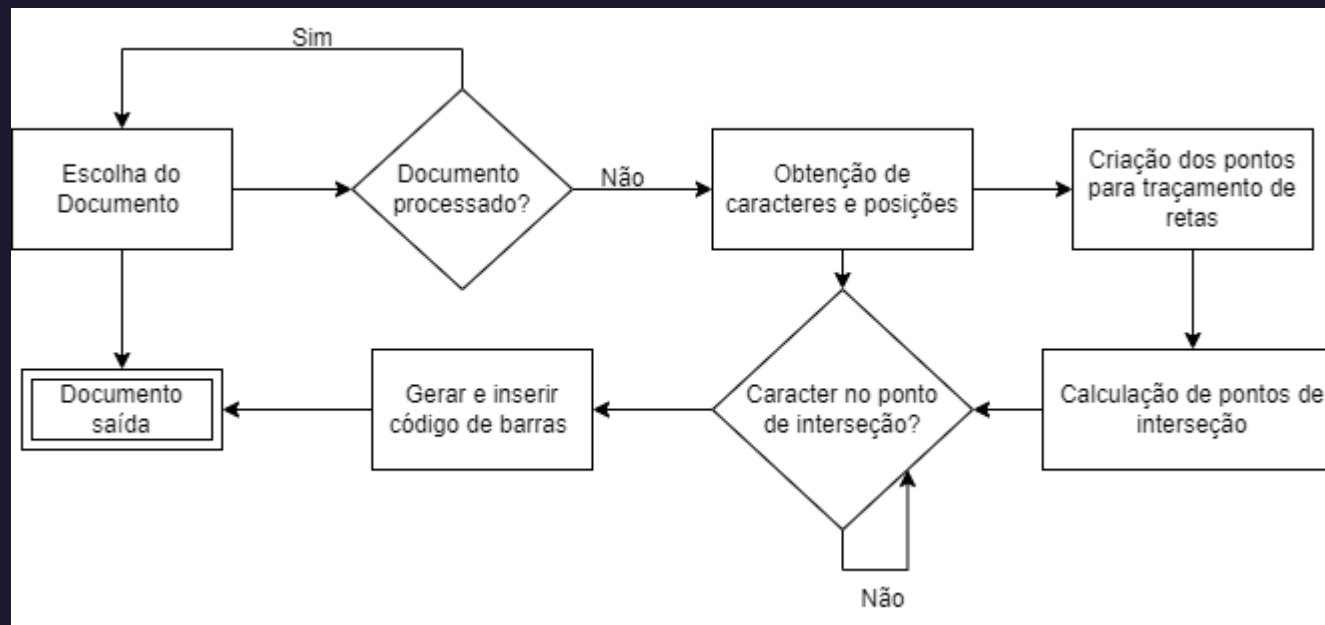 Sim
Escolha do
Documento
Documento
processado?
Não
Obtenção de
caracteres e posições
Criação dos pontos
para traçamento de
retas
Documento
saída
Gerar e inserir
código de barras
Caracter no ponto
de interseção?
Calculação de pontos de
interseção
Não